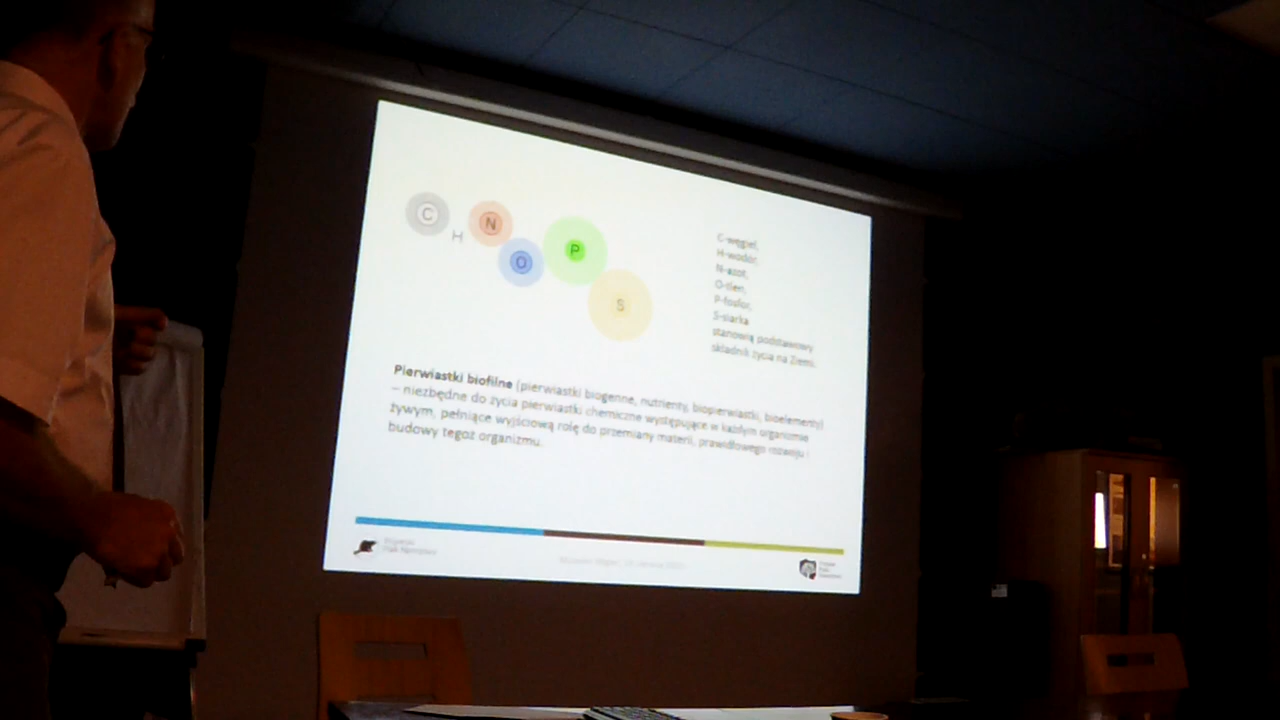 C
H
N
O
P
S
C-węgiel,
H-wodór,
N-azot,
O-tlen,
P-fosfor,
S-siarka
stanowią podstawowy
składnik życia na Ziemi.
Pierwiastki biofilne (pierwiastki biogenne, nutrienty, biopierwiastki, bioelementy)
– niezbędne do życia pierwiastki chemiczne występujące w każdym organizmie
żywym, pełniące wyjściową rolę do przemiany materii, prawidłowego rozwoju i
budowy tegoż organizmu.
Park Narodowy